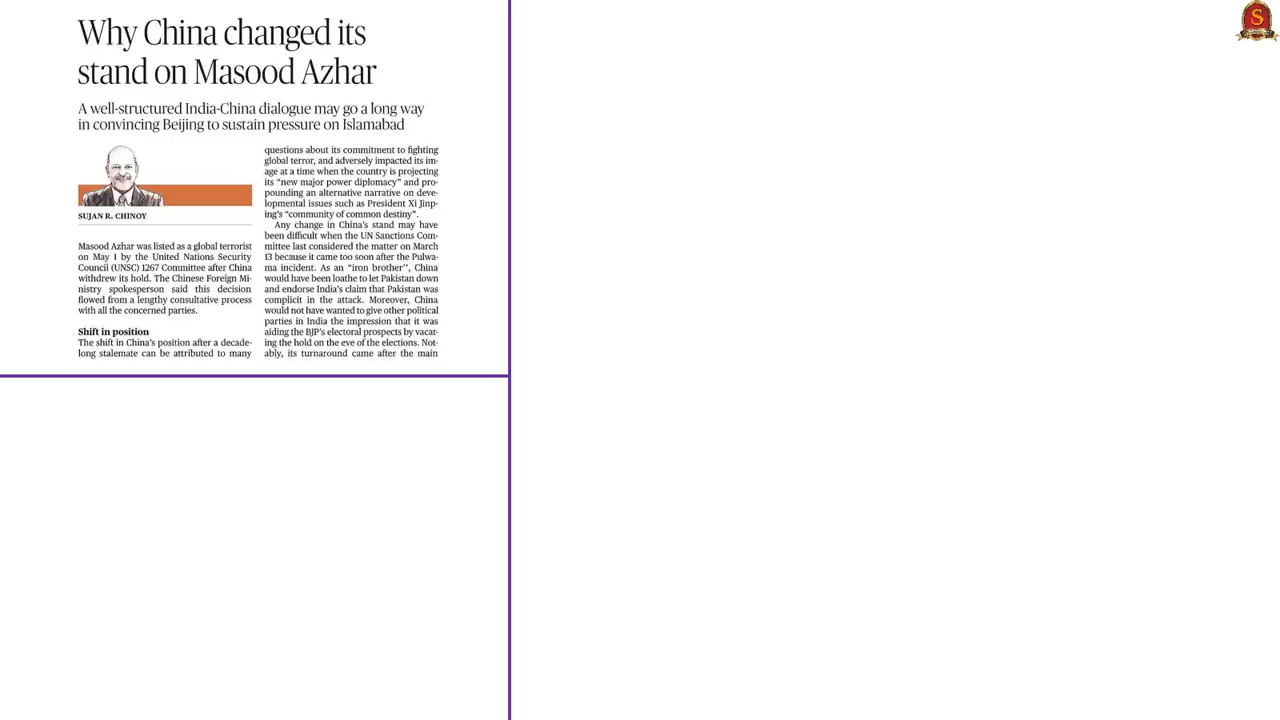 Why China changed its
stand on Masood Azhar
A well-structured India-China dialogue may go a long way
in convincing Beijing to sustain pressure on Islamabad
SUJAN R. CHINOY
Masood Azhar was listed as a global terrorist
on May 1 by the United Nations Security
Council (UNSC) 1267 Committee after China
withdrew its hold. The Chinese Foreign Mi-
nistry spokesperson said this decision
flowed from a lengthy consultative process
with all the concerned parties.
Shift in position
The shift in China's position after a decade-
long stalemate can be attributed to many
questions about its commitment to fighting
global terror, and adversely impacted its im-
age at a time when the country is projecting
its “new major power diplomacy” and pro-
pounding an alternative narrative on deve-
lopmental issues such as President Xi Jinp-
ing's “community of common destiny”.
Any change in China's stand may have
been difficult when the UN Sanctions Com-
mittee last considered the matter on March
13 because it came too soon after the Pulwa-
ma incident. As an “iron brother’’, China
would have been loathe to let Pakistan down
and endorse India's claim that Pakistan was
complicit in the attack. Moreover, China
would not have wanted to give other political
parties in India the impression that it was
aiding the BJP's electoral prospects by vacat-
ing the hold on the eve of the elections. Not-
ably, its turnaround came after the main
S